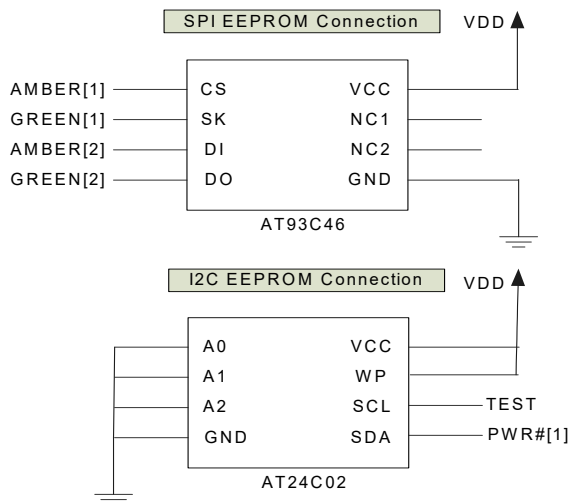 SPI EEPROM Connection
VDD
AMBER[1]
CS
VCC
GREEN[1]
SK
NC1
AMBER[2]
DI
NC2
GREEN[2]
DO
GND
AT93C46
I2C EEPROM Connection
VDD
A0
VCC
A1
WP
A2
SCL
TEST
GND
SDA
PWR#[1]
AT24C02